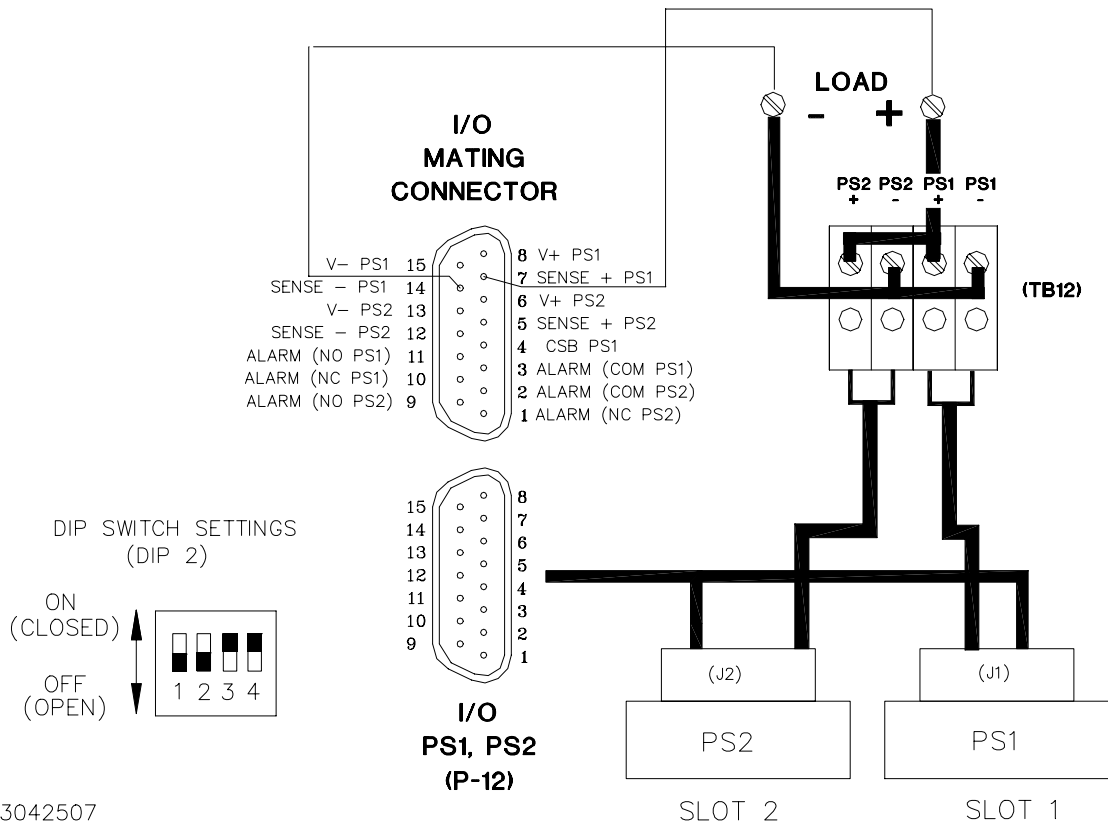 LOAD
- +
I/O
MATING
CONNECTOR
PS2 PS2 PS1 PS1
+ - + -
(TB12)
V- PS1 15
SENSE - PS1 14
V- PS2 13
SENSE - PS2 12
ALARM (NO PS1) 11
ALARM (NC PS1) 10
ALARM (NO PS2) 9
8 V+ PS1
7 SENSE + PS1
6 V+ PS2
5 SENSE + PS2
4 CSB PS1
3 ALARM (COM PS1)
2 ALARM (COM PS2)
1 ALARM (NC PS2)
15
14
13
12
11
10
9
8
7
6
5
4
3
2
1
I/O
PS1, PS2
(P-12)
DIP SWITCH SETTINGS
(DIP 2)
ON
(CLOSED)
OFF
(OPEN)
1 2 3 4
(J2)
PS2
SLOT 2
(J1)
PS1
SLOT 1
3042507